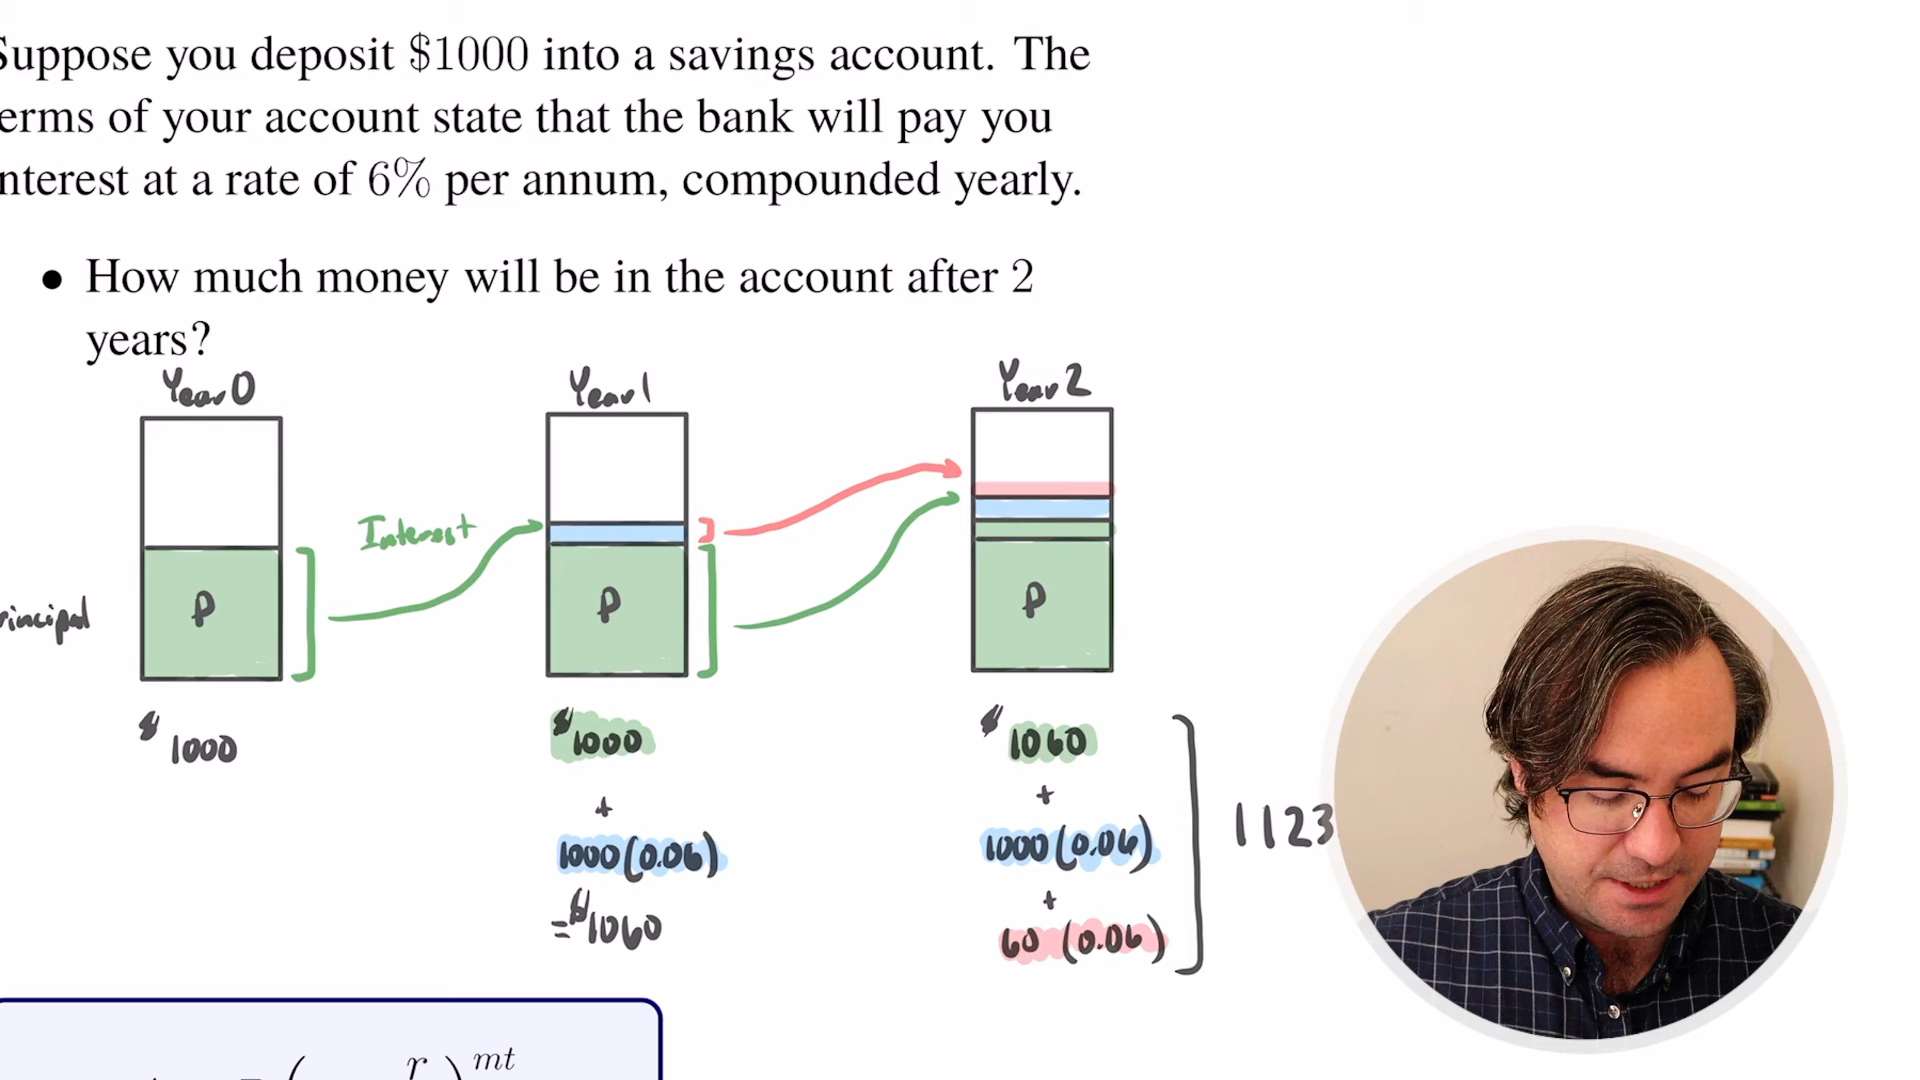 Suppose you deposit $1000 into a savings account. The
erms of your account state that the bank will pay you
nterest at a rate of 6% per annum, compounded yearly.
• How much money will be in the account after 2
years?
Year 0 Year 1 Year 2
Interest
rincipal P P P
$1000 $1000 $1060
+ +
1000(0.06) 1000(0.06)
+
=$1060 60 (0.06)
1123
r mt